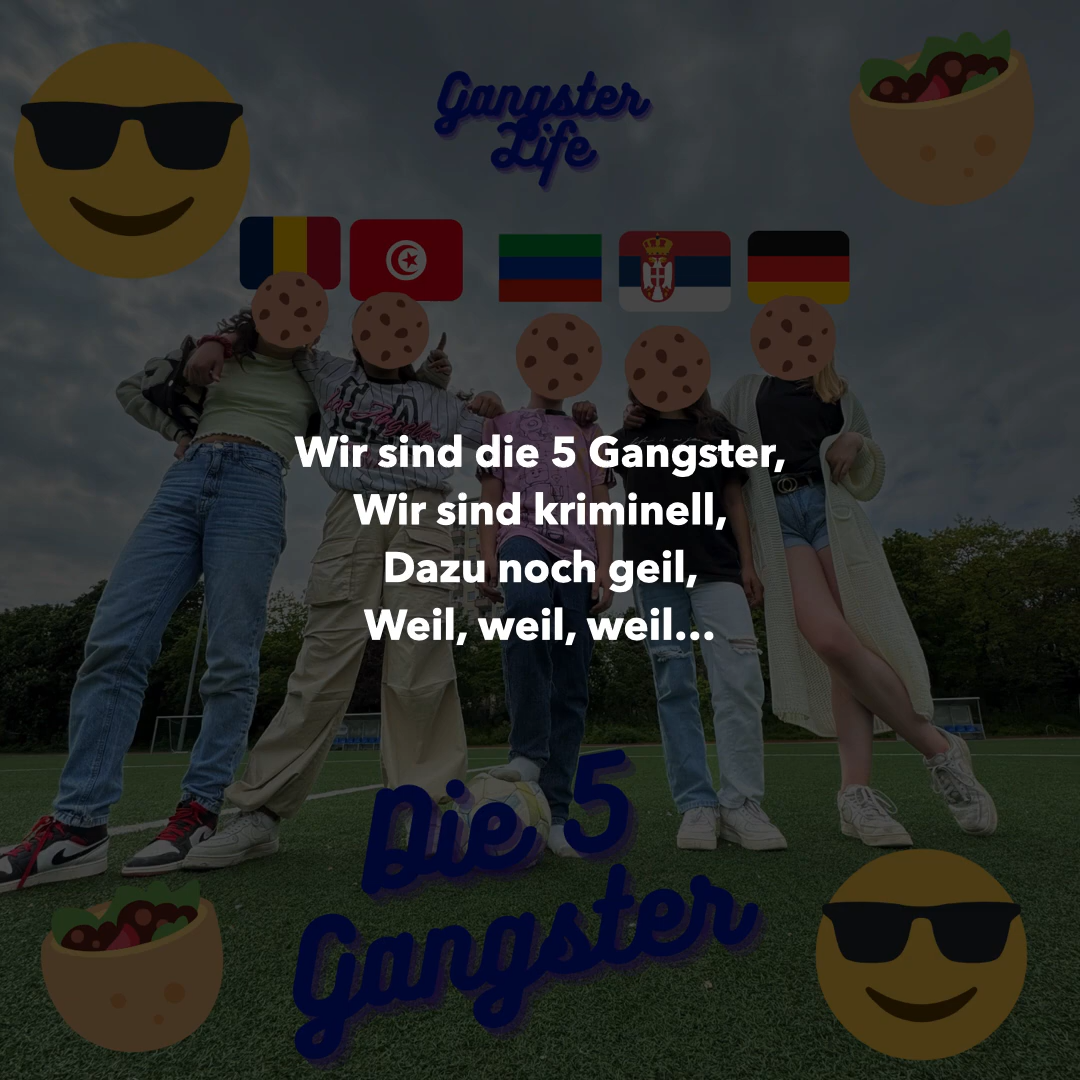 Gangster
Life
Wir sind die 5 Gangster,
Wir sind kriminell,
Dazu noch geil,
Weil, weil, weil...
Die 5
Gangster